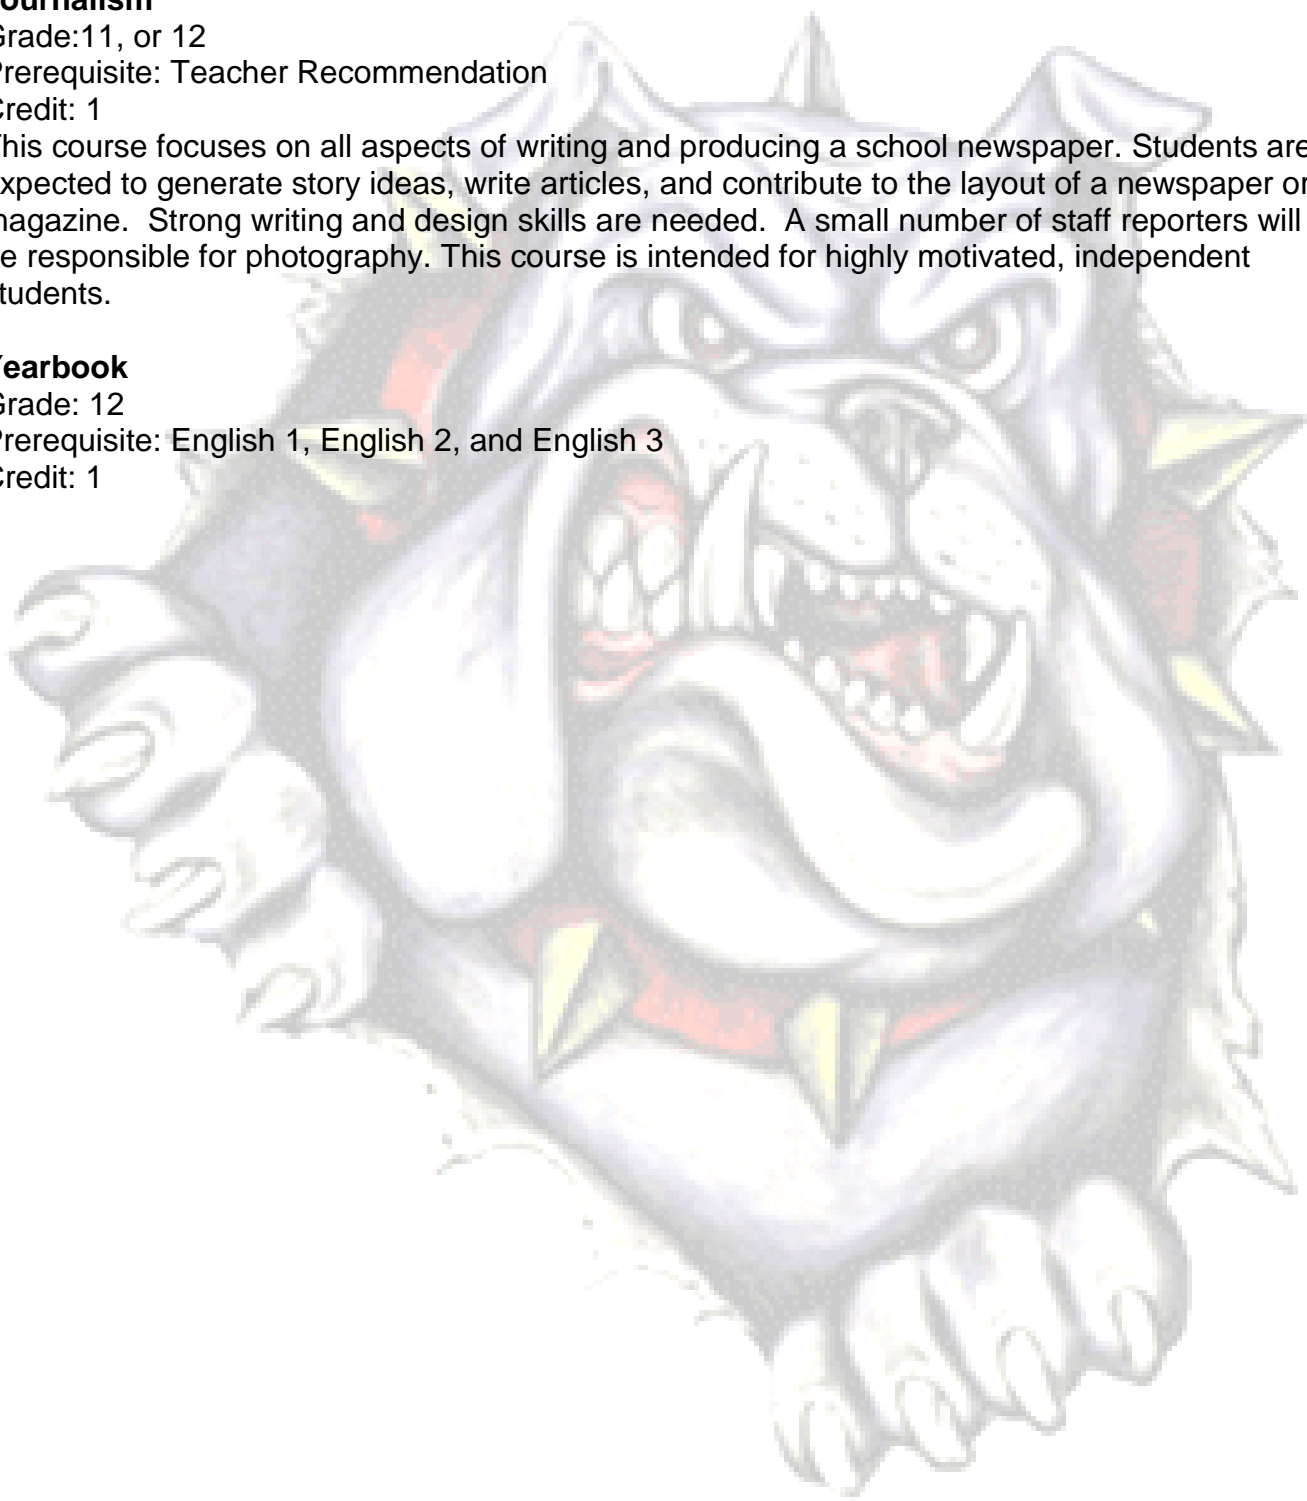 ournalism
Grade:11, or 12
Prerequisite: Teacher Recommendation
Credit: 1
This course focuses on all aspects of writing and producing a school newspaper. Students are
xpected to generate story ideas, write articles, and contribute to the layout of a newspaper or
magazine. Strong writing and design skills are needed. A small number of staff reporters will
e responsible for photography. This course is intended for highly motivated, independent
tudents.
Yearbook
Grade: 12
Prerequisite: English 1, English 2, and English 3
Credit: 1